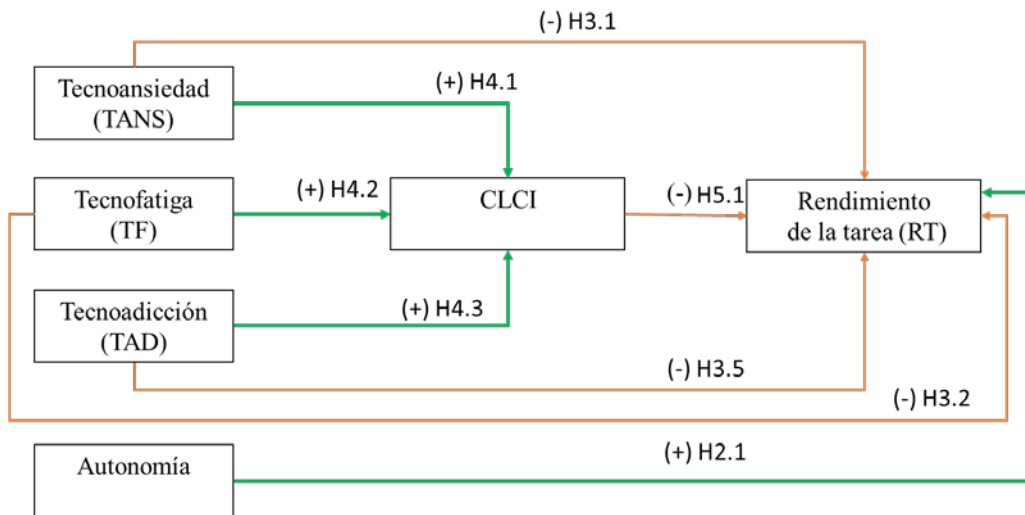 (-) H3.1
Tecnoansiedad
(TANS)
(+) H4.1
Tecnofatiga
(TF)
(+) H4.2
CLCI
(-) H5.1
Rendimiento
de la tarea (RT)
Tecnoadicción
(TAD)
(+) H4.3
(-) H3.5
(-) H3.2
Autonomía
(+) H2.1